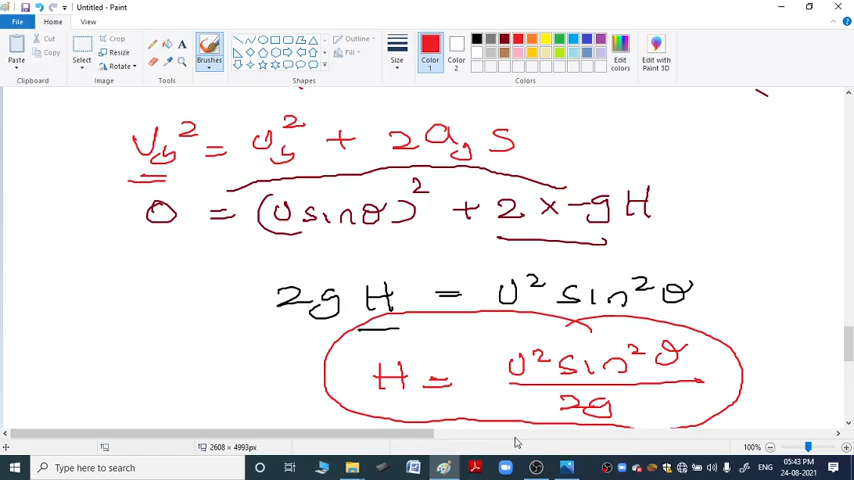 Untitled - Paint
File Home View
Paste
Cut
Copy
Clipboard
Select
Crop
Resize
Rotate
Image
Tools
Brushes
Shapes
Outline
Fill
Size
Color 1
Color 2
Colors
Edit colors
Edit with Paint 3D
Vy² = Uy² + 2ay S
0 = (U sinθ)² + 2 × -g H
2g H = U² sin²θ
H = U² sin²θ / 2g
2608 × 4993px
100%
Type here to search
ENG
05:43 PM
24-08-2021